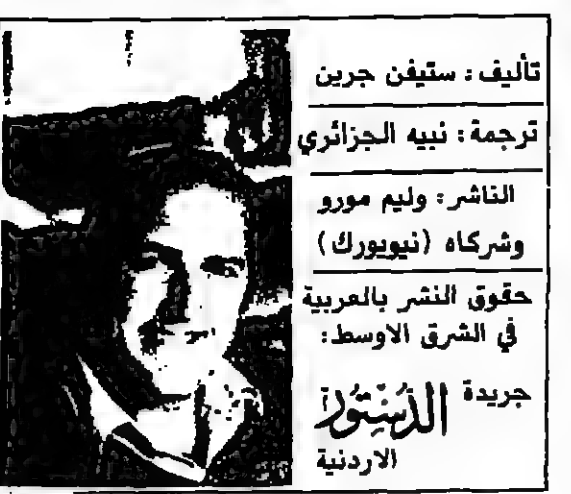 تأليف: ستيفن جرين
ترجمة: نبيه الجزائري
الناشر: وليم مورو
وشركاه (نيويورك)
حقوق النشر بالعربية
في الشرق الاوسط:
جريدة الدستور
الاردنية